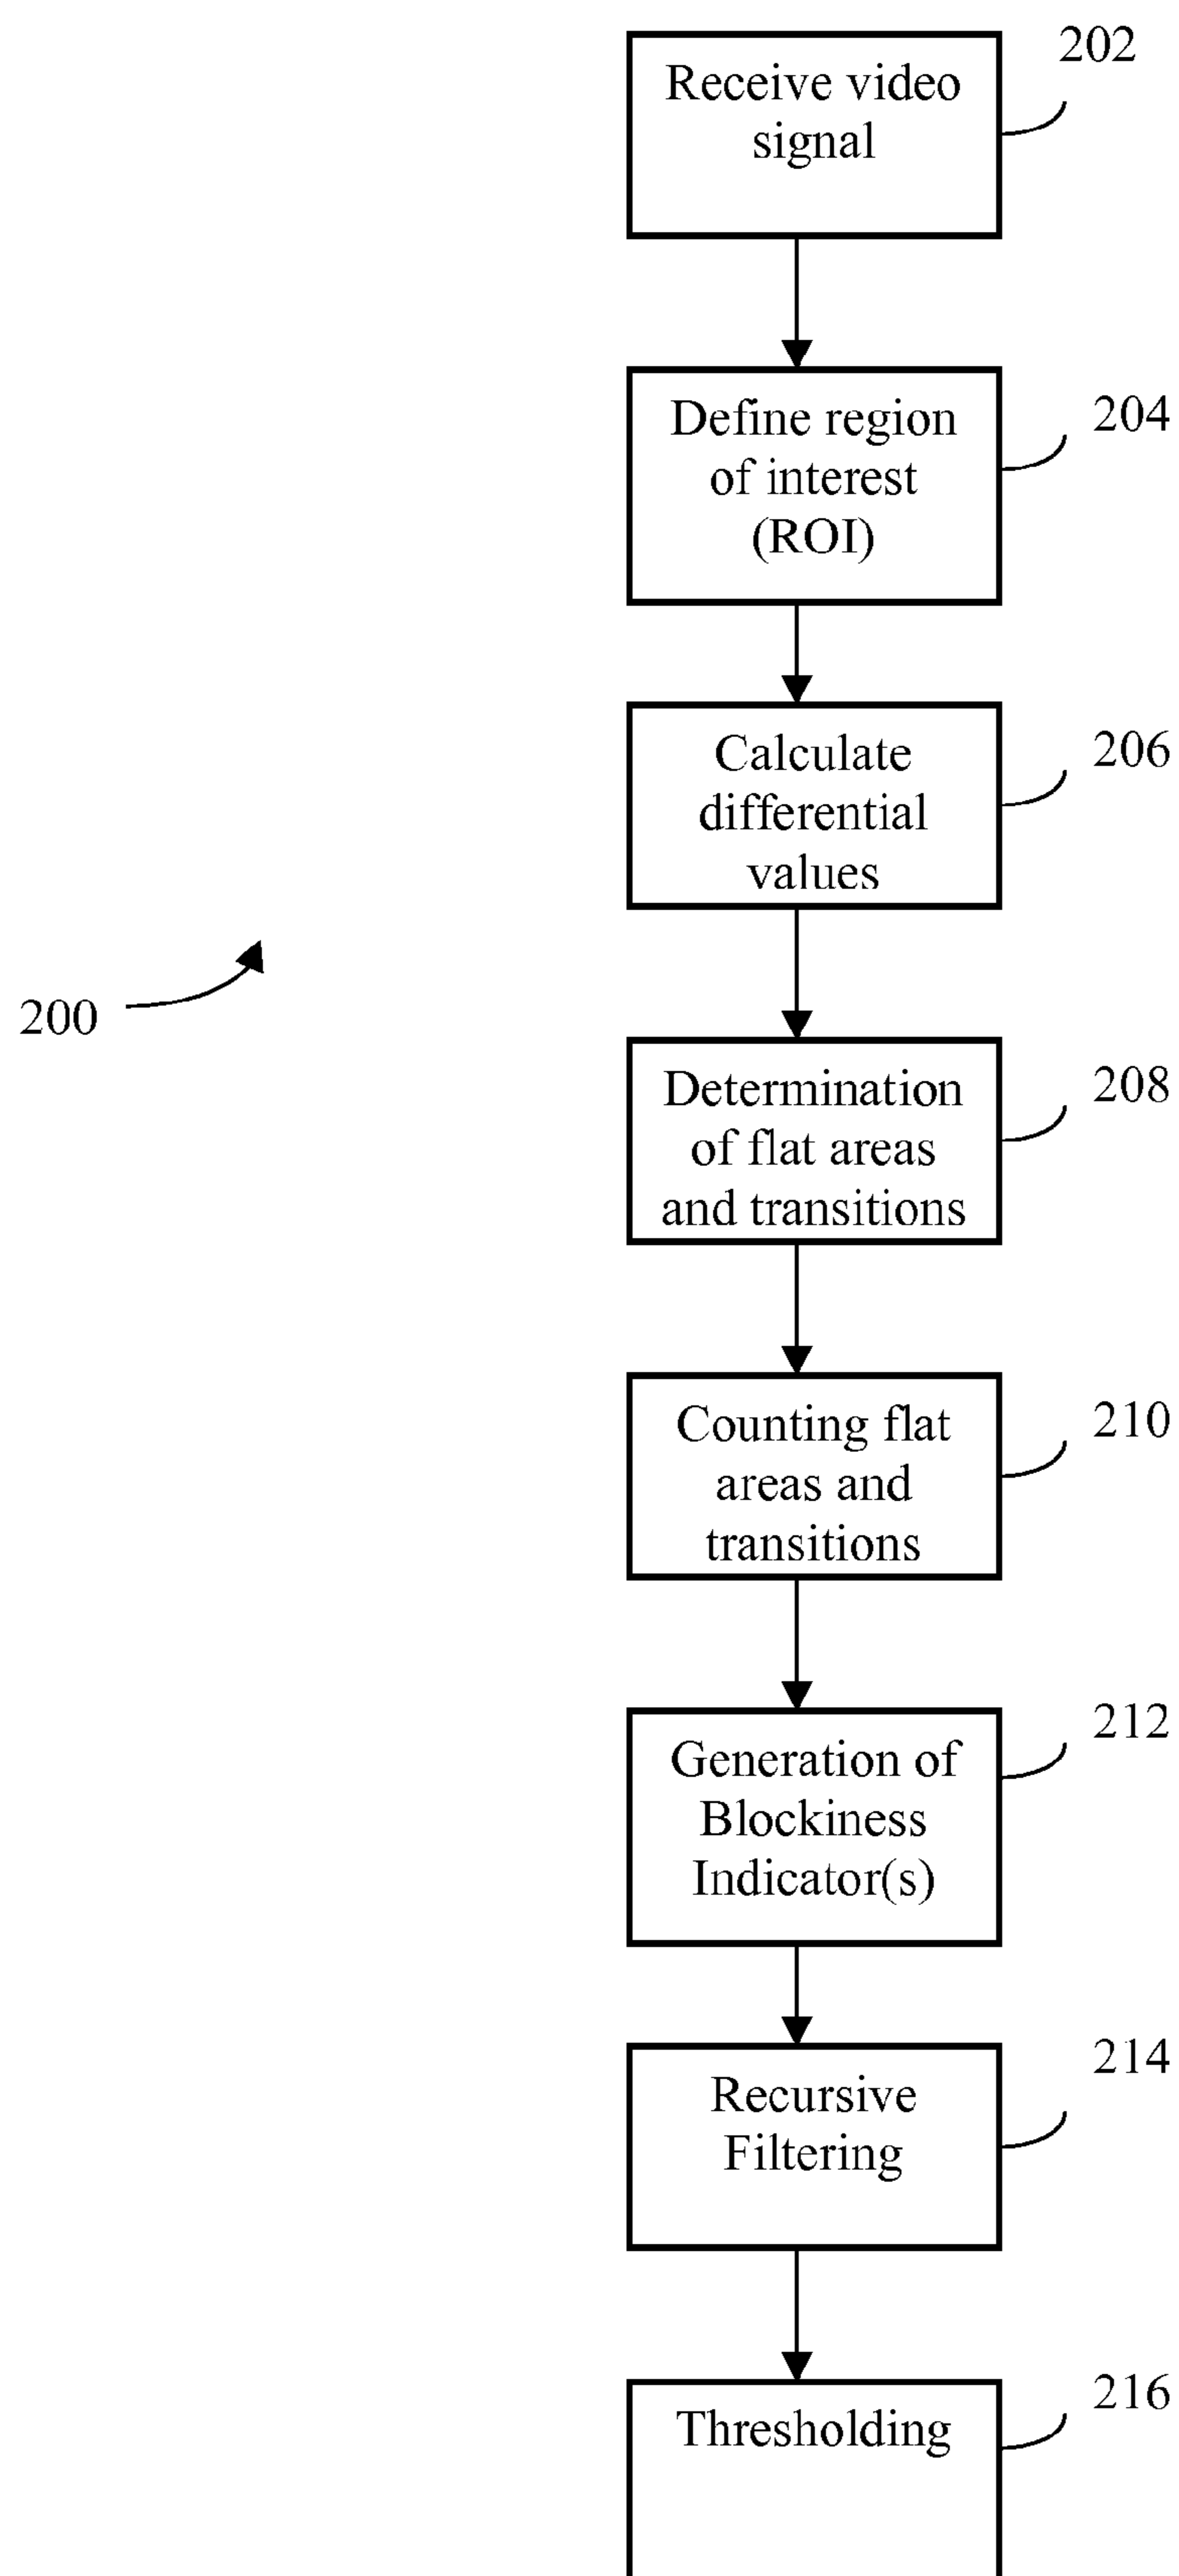 202
Receive video
signal
204
Define region
of interest
(ROI)
206
Calculate
differential
values
200
208
Determination
of flat areas
and transitions
210
Counting flat
areas and
transitions
212
Generation of
Blockiness
Indicator(s)
214
Recursive
Filtering
216
Thresholding